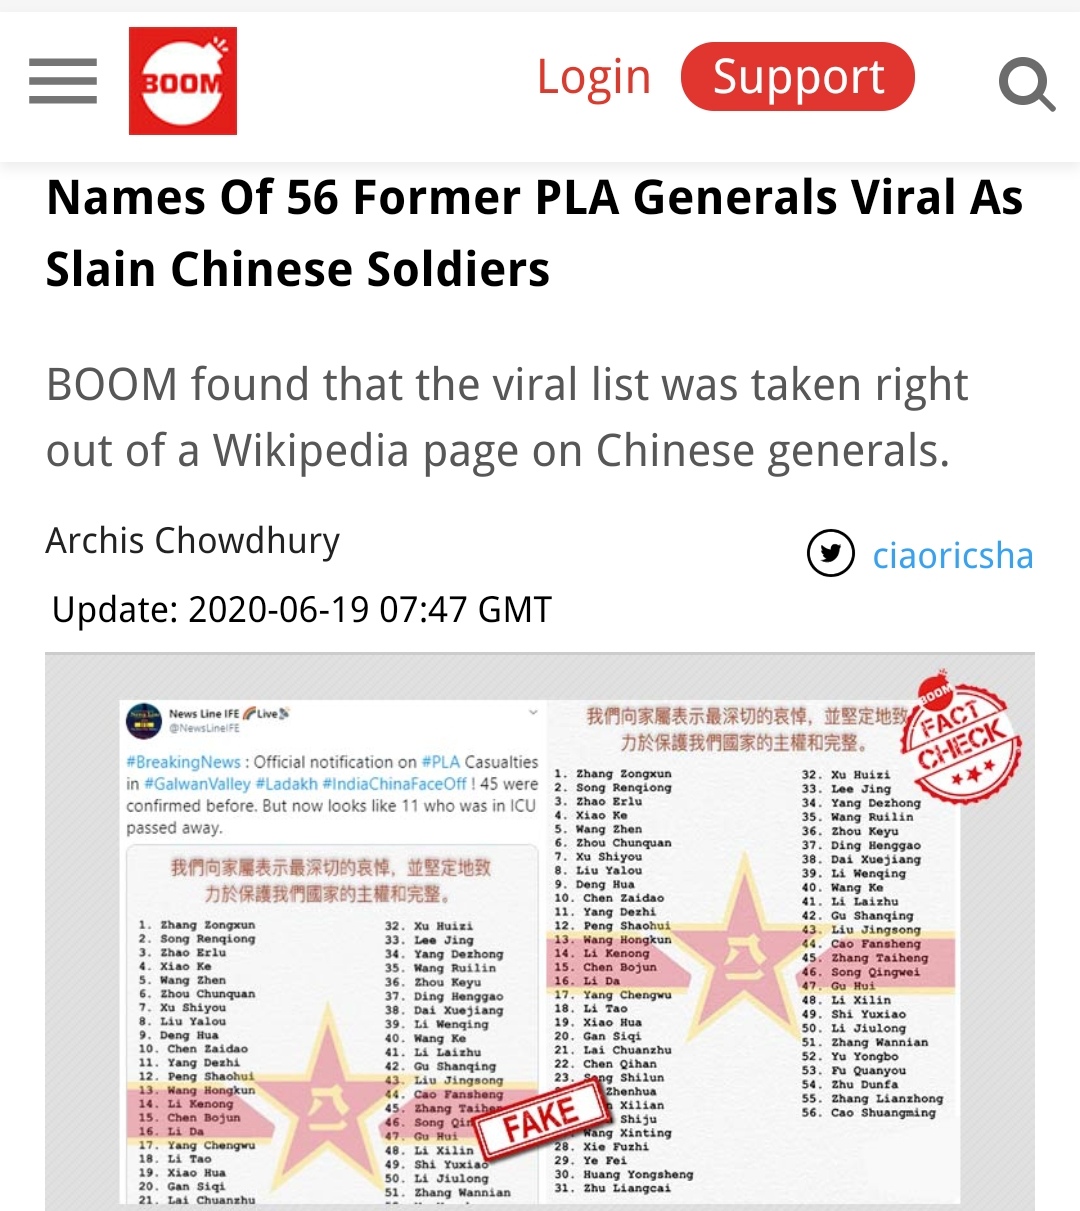 BOOM
Login
Support
Names Of 56 Former PLA Generals Viral As
Slain Chinese Soldiers
BOOM found that the viral list was taken right
out of a Wikipedia page on Chinese generals.
Archis Chowdhury
ciaoricsha
Update: 2020-06-19 07:47 GMT
News Line IFE Live
@NewsLineIFE
#BreakingNews : Official notification on #PLA Casualties
in #GalwanValley #Ladakh #IndiaChinaFaceOff ! 45 were
confirmed before. But now looks like 11 who was in ICU
passed away.
我們向家屬表示最深切的哀悼，並堅定地致
力於保護我們國家的主權和完整。
1. Zhang Zongxun
2. Song Renqiong
3. Zhao Erlu
4. Xiao Ke
5. Wang Zhen
6. Zhou Chunquan
7. Xu Shiyou
8. Liu Yalou
9. Deng Hua
10. Chen Zaidao
11. Yang Dezhi
12. Peng Shaohui
13. Wang Hongkun
14. Li Kenong
15. Chen Bojun
16. Li Da
17. Yang Chengwu
18. Li Tao
19. Xiao Hua
20. Gan Siqi
21. Lai Chuanzhu
32. Xu Huizi
33. Lee Jing
34. Yang Dezhong
35. Wang Ruilin
36. Zhou Keyu
37. Ding Henggao
38. Dai Xuejiang
39. Li Wenqing
40. Wang Ke
41. Li Laizhu
42. Gu Shanqing
43. Liu Jingsong
44. Cao Fansheng
45. Zhang Taihe
46. Song Qin
47. Gu Hui
48. Li Xilin
49. Shi Yuxiao
50. Li Jiulong
51. Zhang Wannian
八一
FAKE
我們向家屬表示最深切的哀悼，並堅定地致
力於保護我們國家的主權和完整。
1. Zhang Zongxun
2. Song Renqiong
3. Zhao Erlu
4. Xiao Ke
5. Wang Zhen
6. Zhou Chunquan
7. Xu Shiyou
8. Liu Yalou
9. Deng Hua
10. Chen Zaidao
11. Yang Dezhi
12. Peng Shaohui
13. Wang Hongkun
14. Li Kenong
15. Chen Bojun
16. Li Da
17. Yang Chengwu
18. Li Tao
19. Xiao Hua
20. Gan Siqi
21. Lai Chuanzhu
22. Chen Qihan
23. Song Shilun
Zhenhua
Xilian
Shiju
Wang Xinting
28. Xie Fuzhi
29. Ye Fei
30. Huang Yongsheng
31. Zhu Liangcai
32. Xu Huizi
33. Lee Jing
34. Yang Dezhong
35. Wang Ruilin
36. Zhou Keyu
37. Ding Henggao
38. Dai Xuejiang
39. Li Wenqing
40. Wang Ke
41. Li Laizhu
42. Gu Shanqing
43. Liu Jingsong
44. Cao Fansheng
45. Zhang Taiheng
46. Song Qingwei
47. Gu Hui
48. Li Xilin
49. Shi Yuxiao
50. Li Jiulong
51. Zhang Wannian
52. Yu Yongbo
53. Fu Quanyou
54. Zhu Dunfa
55. Zhang Lianzhong
56. Cao Shuangming
八一
BOOM
FACT
CHECK